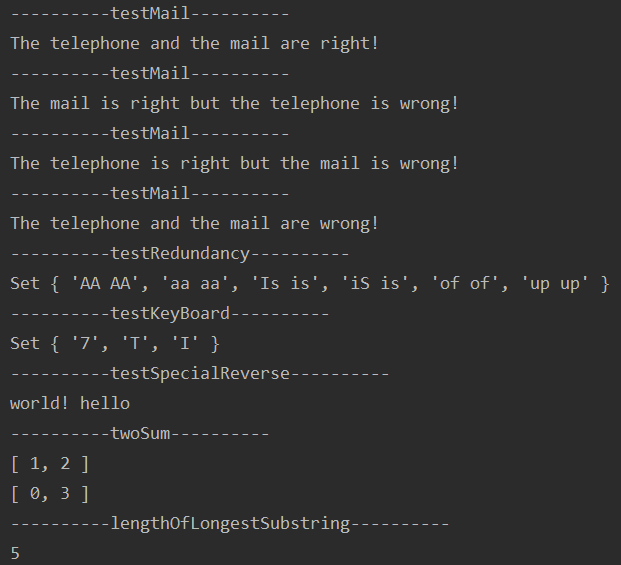 ----------testMail----------
The telephone and the mail are right!
----------testMail----------
The mail is right but the telephone is wrong!
----------testMail----------
The telephone is right but the mail is wrong!
----------testMail----------
The telephone and the mail are wrong!
----------testRedundancy----------
Set { 'AA AA', 'aa aa', 'Is is', 'iS is', 'of of', 'up up' }
----------testKeyBoard----------
Set { '7', 'T', 'I' }
----------testSpecialReverse----------
world! hello
----------twoSum----------
[ 1, 2 ]
[ 0, 3 ]
----------lengthOfLongestSubstring----------
5